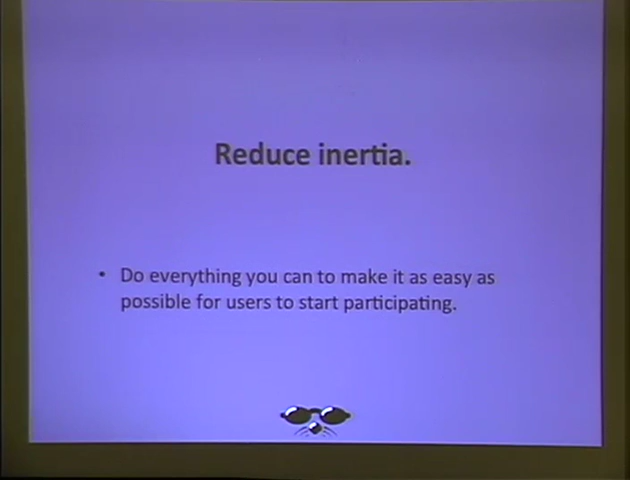 Reduce inertia.
• Do everything you can to make it as easy as
possible for users to start participating.